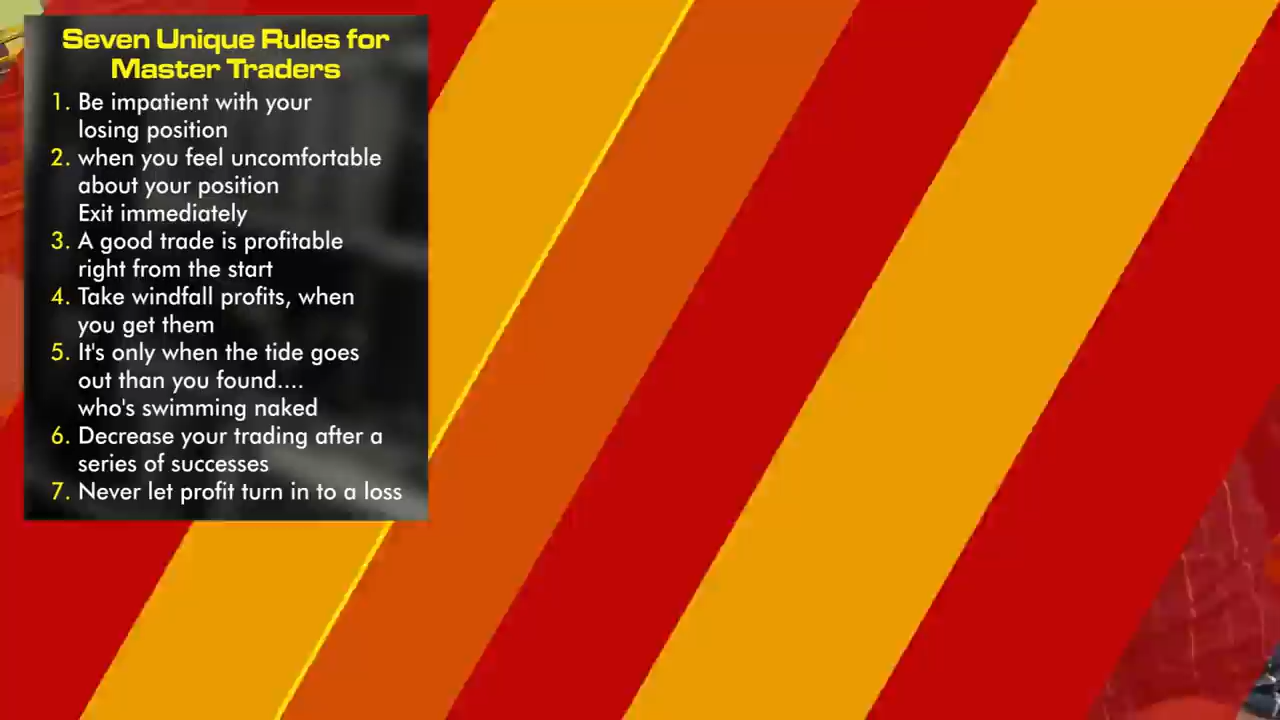 Seven Unique Rules for
Master Traders
1. Be impatient with your
losing position
2. when you feel uncomfortable
about your position
Exit immediately
3. A good trade is profitable
right from the start
4. Take windfall profits, when
you get them
5. It's only when the tide goes
out than you found....
who's swimming naked
6. Decrease your trading after a
series of successes
7. Never let profit turn in to a loss